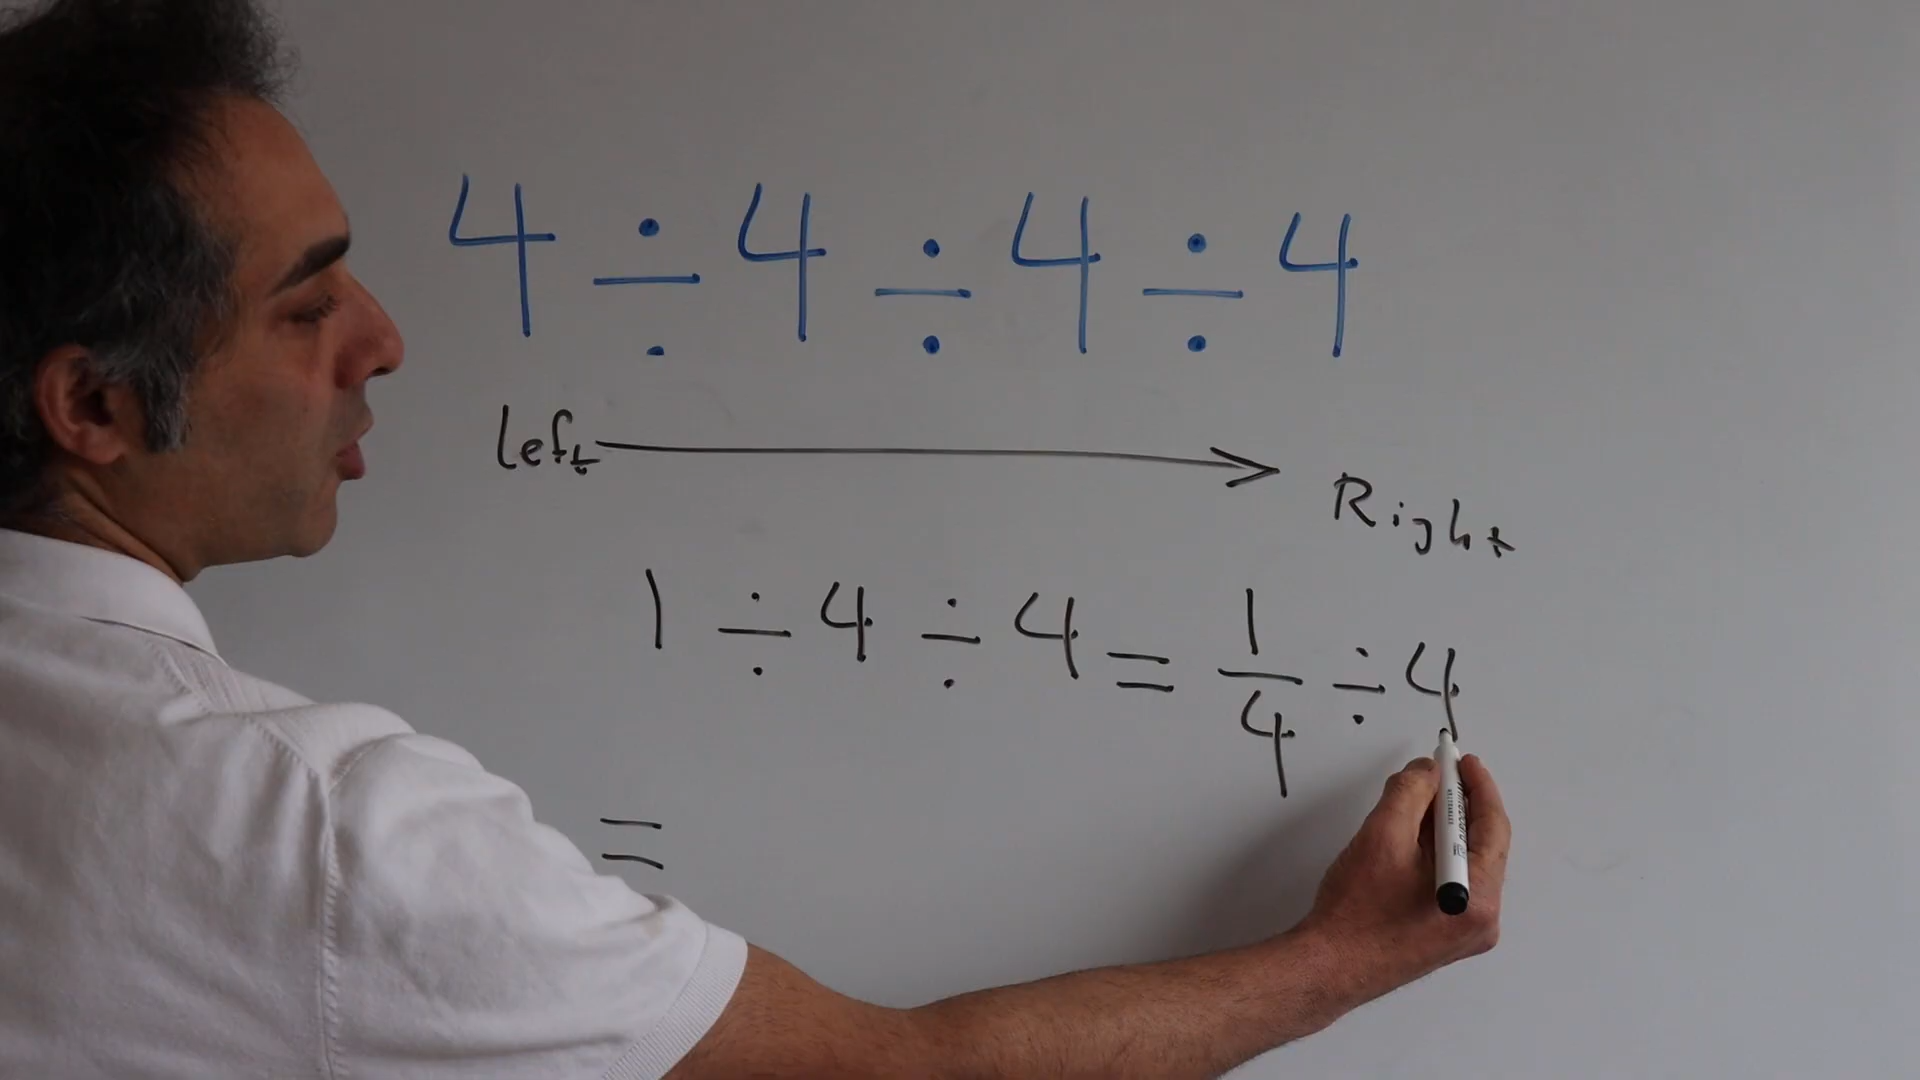 4 ÷ 4 ÷ 4 ÷ 4
Left Right
1 ÷ 4 ÷ 4 = 1/4 ÷ 4
=